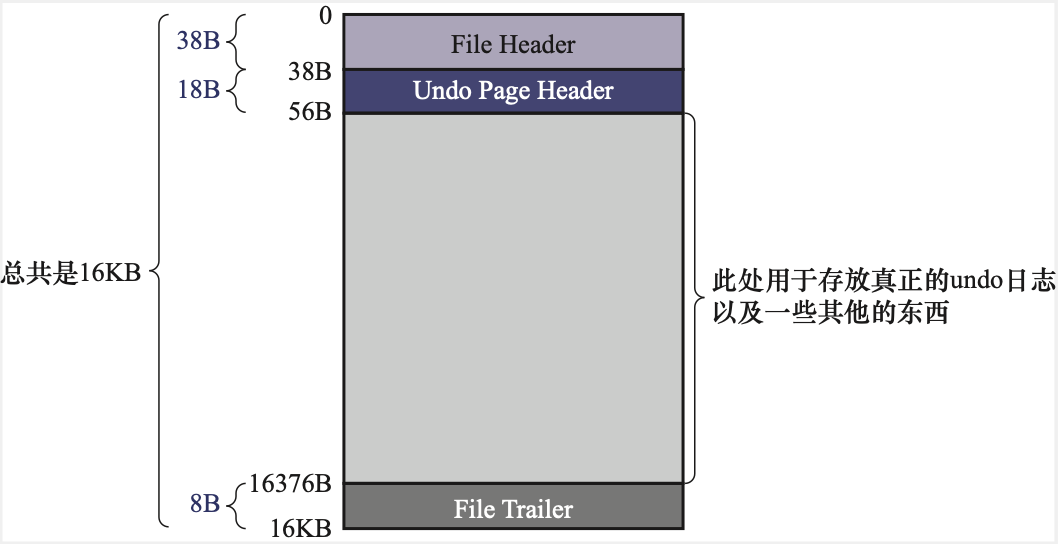 0
38B
File Header
38B
18B
Undo Page Header
56B
总共是16KB
此处用于存放真正的undo日志
以及一些其他的东西
16376B
8B
File Trailer
16KB